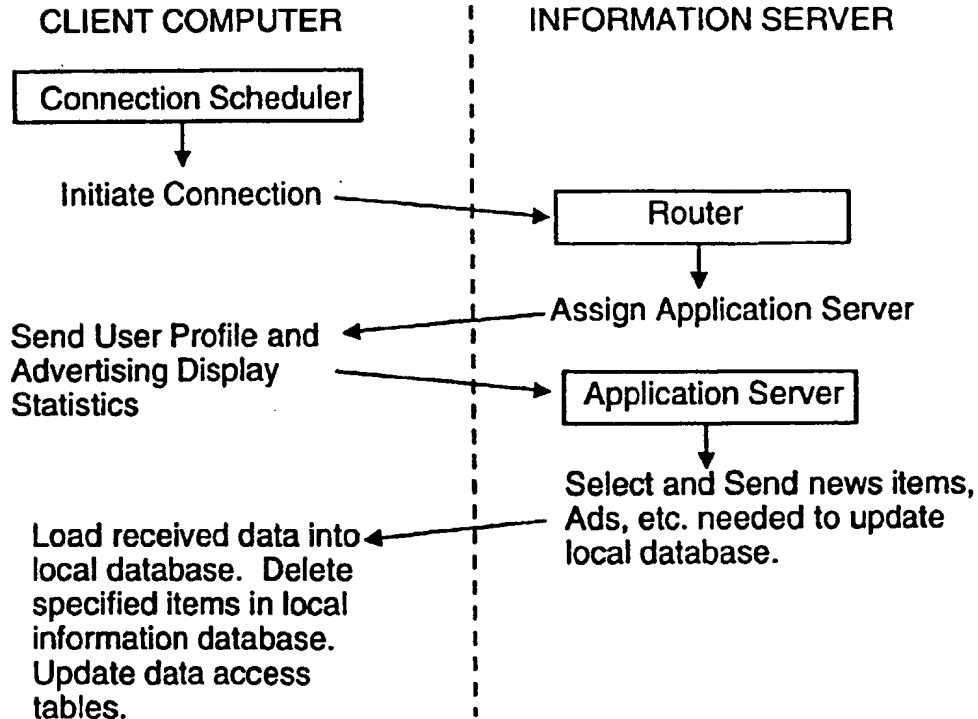 CLIENT COMPUTER
INFORMATION SERVER
Connection Scheduler
Initiate Connection
Router
Assign Application Server
Send User Profile and
Advertising Display
Statistics
Application Server
Select and Send news items,
Ads, etc. needed to update
local database.
Load received data into
local database. Delete
specified items in local
information database.
Update data access
tables.